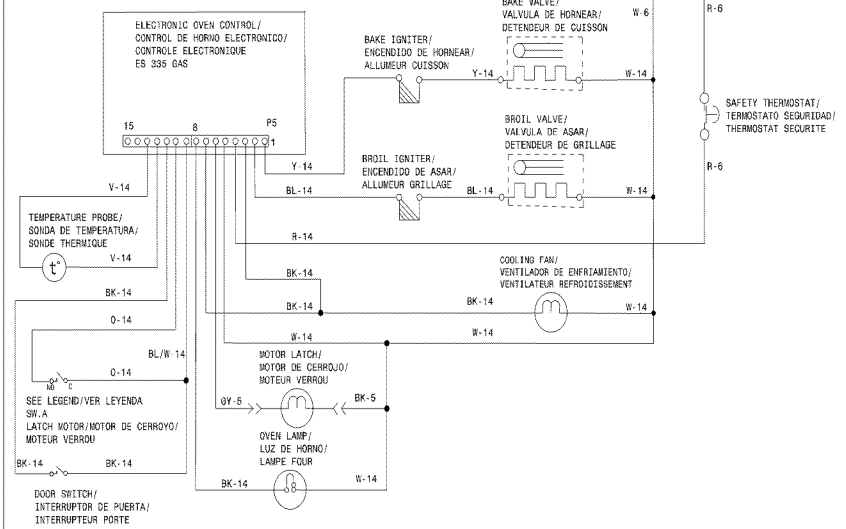 BAKE VALVE/
VALVULA DE HORNEAR/
DETENDEUR DE CUISSON
W-6
R-6
ELECTRONIC OVEN CONTROL/
CONTROL DE HORNO ELECTRONICO/
CONTROLE ELECTRONIQUE
ES 335 GAS
BAKE IGNITER/
ENCENDIDO DE HORNEAR/
ALLUMEUR CUISSON
Y-14
W-14
SAFETY THERMOSTAT/
TERMOSTATO SEGURIDAD/
THERMOSTAT SECURITE
15
8
P5
1
BROIL VALVE/
VALVULA DE ASAR/
DETENDEUR DE GRILLAGE
BROIL IGNITER/
ENCENDIDO DE ASAR/
ALLUMEUR GRILLAGE
Y-14
R-6
V-14
BL-14
BL-14
W-14
TEMPERATURE PROBE/
SONDA DE TEMPERATURA/
SONDE THERMIQUE
R-14
V-14
t°
COOLING FAN/
VENTILADOR DE ENFRIAMIENTO/
VENTILATEUR REFROIDISSEMENT
BK-14
BK-14
BK-14
BK-14
W-14
O-14
W-14
W-14
BL/W-14
MOTOR LATCH/
MOTOR DE CERROJO/
MOTEUR VERROU
O-14
NO
C
SEE LEGEND/VER LEYENDA
SW.A
LATCH MOTOR/MOTOR DE CERROYO/
MOTEUR VERROU
GY-5
BK-5
OVEN LAMP/
LUZ DE HORNO/
LAMPE FOUR
BK-14
BK-14
BK-14
W-14
DOOR SWITCH/
INTERRUPTOR DE PUERTA/
INTERRUPTEUR PORTE